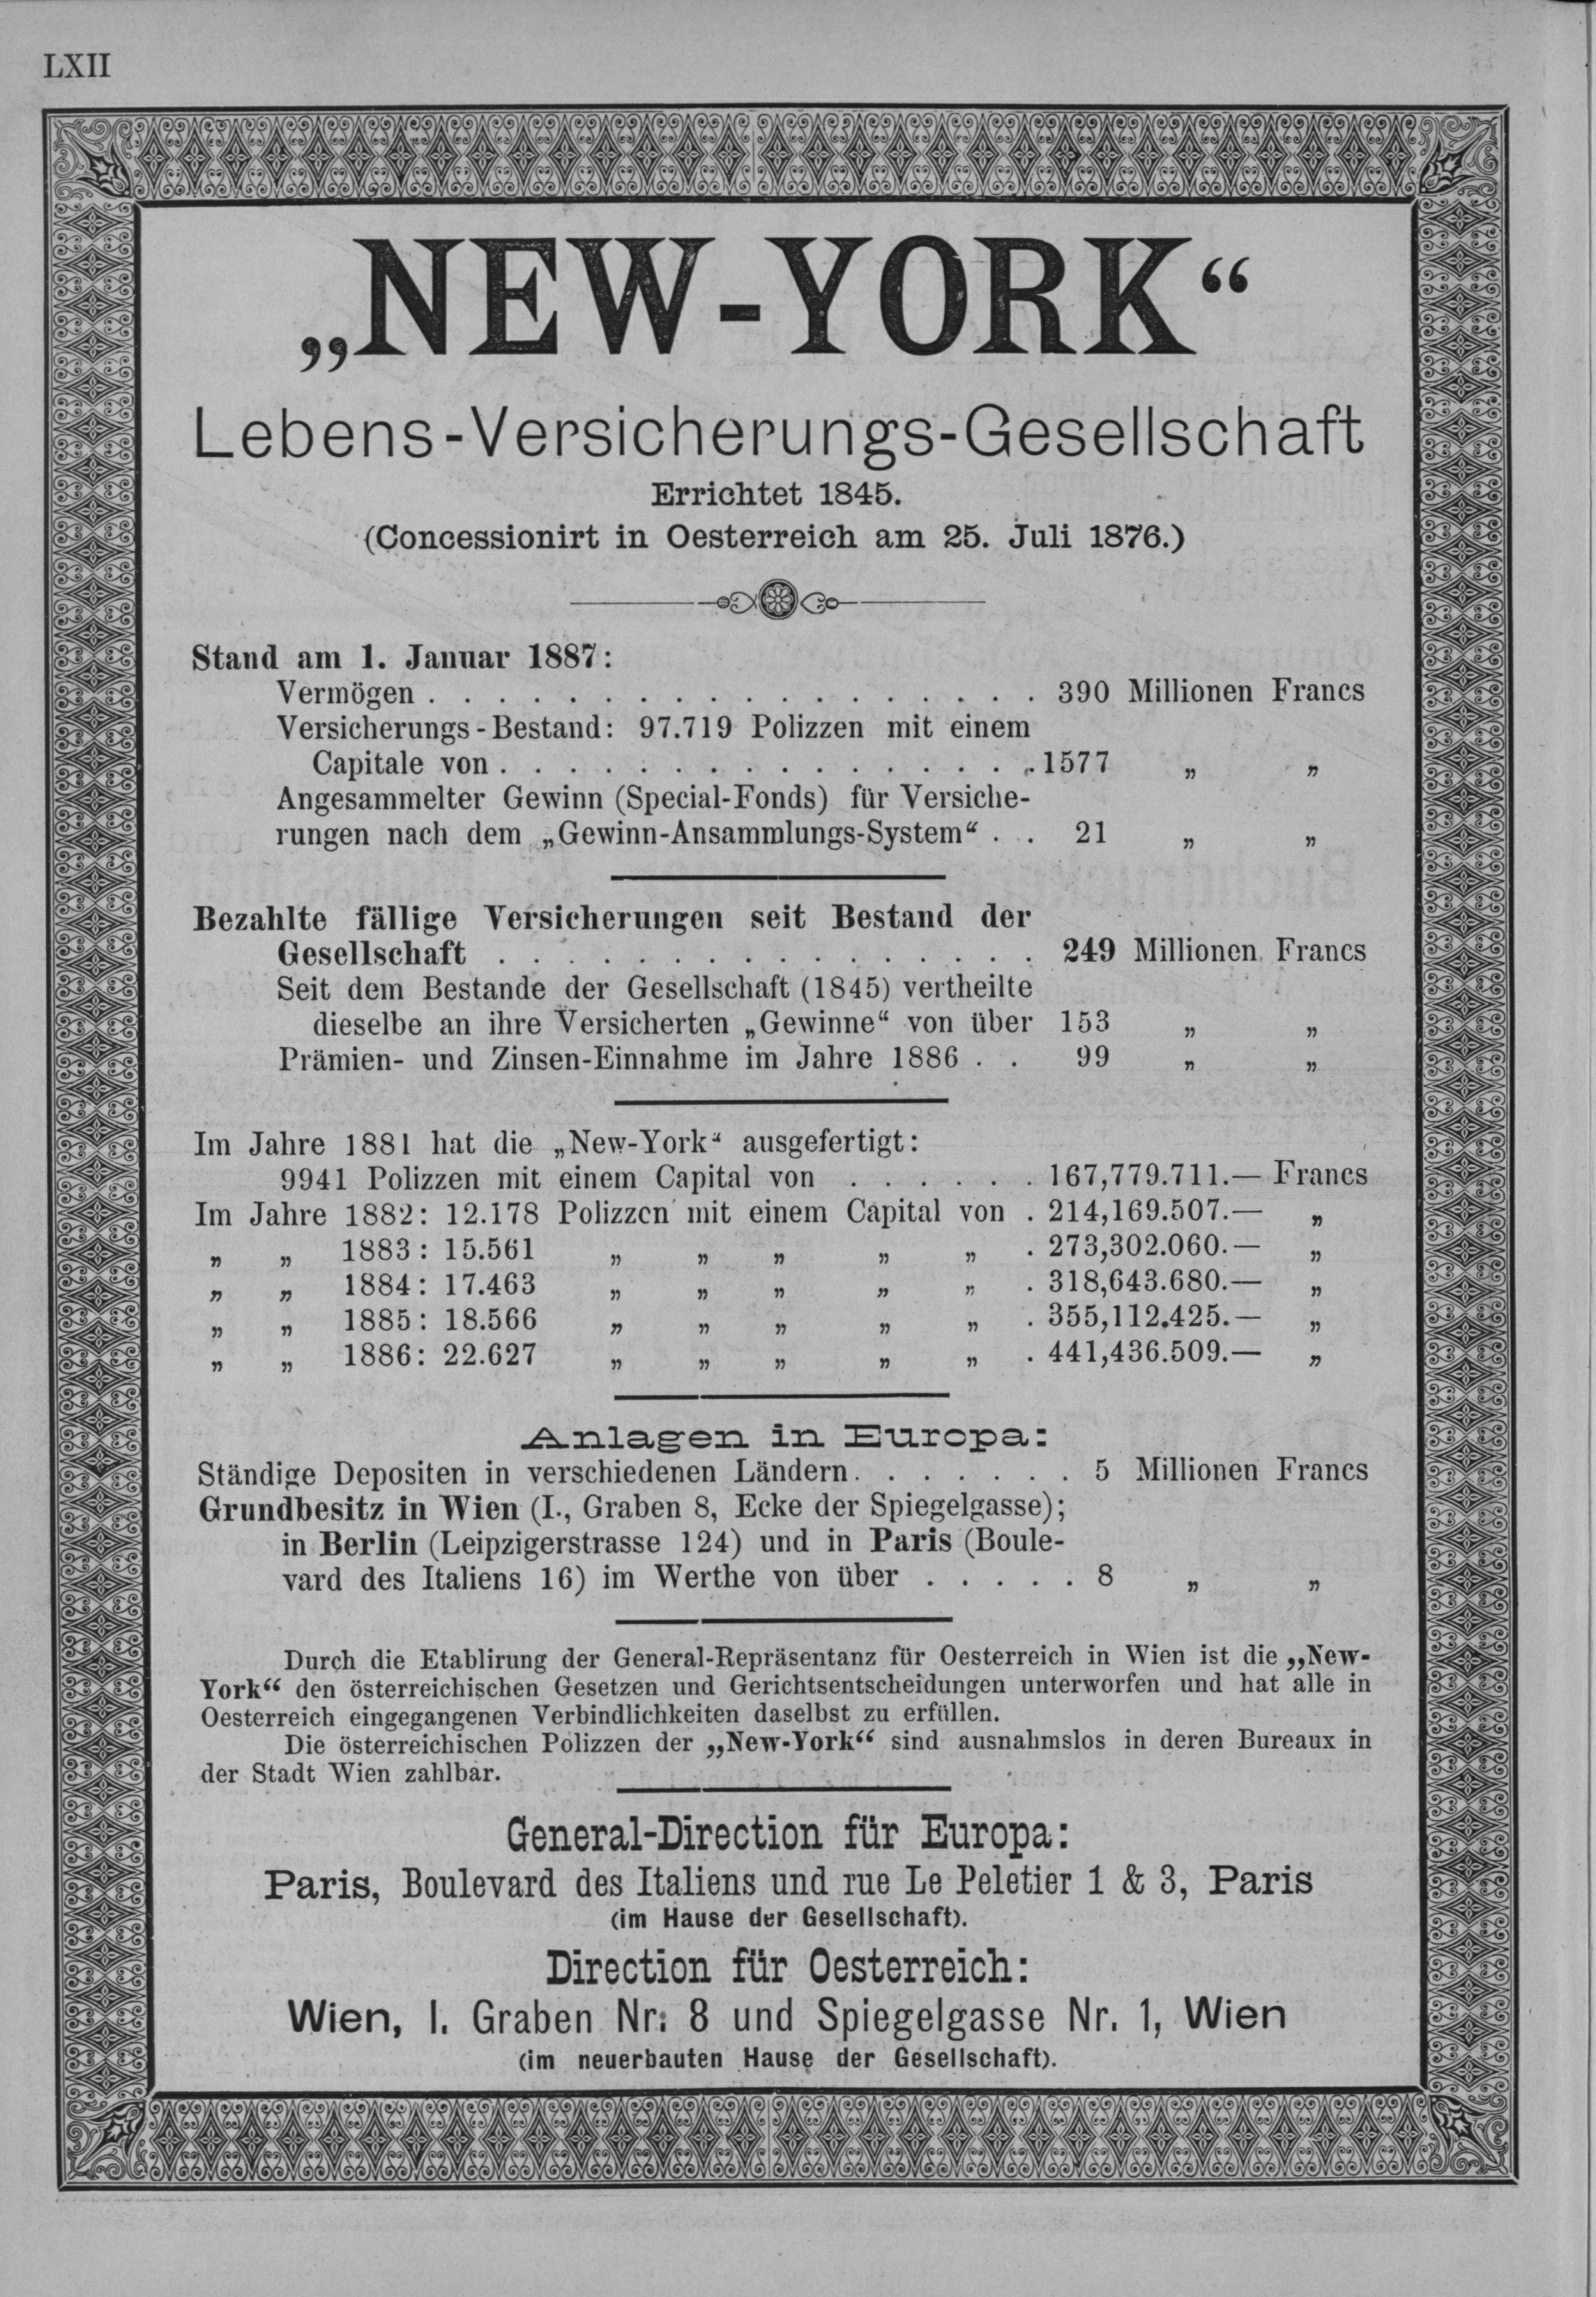 LXII
„NEW-YORK“
Lebens-Versicherungs-Gesellschaft
Errichtet 1845.
(Concessionirt in Oesterreich am 25. Juli 1876.)
Stand am 1. Januar 1887:
Vermögen . . . . . . . . . . . . . . . . . . 390 Millionen Francs
Versicherungs-Bestand: 97.719 Polizzen mit einem
Capitale von . . . . . . . . . . . . . . . . 1577 „ „
Angesammelter Gewinn (Special-Fonds) für Versiche-
rungen nach dem „Gewinn-Ansammlungs-System“ . . 21 „ „
Bezahlte fällige Versicherungen seit Bestand der
Gesellschaft . . . . . . . . . . . . . . . . 249 Millionen Francs
Seit dem Bestande der Gesellschaft (1845) vertheilte
dieselbe an ihre Versicherten „Gewinne“ von über 153 „ „
Prämien- und Zinsen-Einnahme im Jahre 1886 . . 99 „ „
Im Jahre 1881 hat die „New-York“ ausgefertigt:
9941 Polizzen mit einem Capital von . . . . . . 167,779.711.— Francs
Im Jahre 1882: 12.178 Polizzen mit einem Capital von . 214,169.507.— „
„ „ 1883: 15.561 „ „ „ „ „ . 273,302.060.— „
„ „ 1884: 17.463 „ „ „ „ „ . 318,643.680.— „
„ „ 1885: 18.566 „ „ „ „ „ . 355,112.425.— „
„ „ 1886: 22.627 „ „ „ „ „ . 441,436.509.— „
Anlagen in Europa:
Ständige Depositen in verschiedenen Ländern. . . . . . . 5 Millionen Francs
Grundbesitz in Wien (I., Graben 8, Ecke der Spiegelgasse);
in Berlin (Leipzigerstrasse 124) und in Paris (Boule-
vard des Italiens 16) im Werthe von über . . . . . 8 „ „
Durch die Etablirung der General-Repräsentanz für Oesterreich in Wien ist die „New-
York“ den österreichischen Gesetzen und Gerichtsentscheidungen unterworfen und hat alle in
Oesterreich eingegangenen Verbindlichkeiten daselbst zu erfüllen.
Die österreichischen Polizzen der „New-York“ sind ausnahmslos in deren Bureaux in
der Stadt Wien zahlbar.
General-Direction für Europa:
Paris, Boulevard des Italiens und rue Le Peletier 1 & 3, Paris
(im Hause der Gesellschaft).
Direction für Oesterreich:
Wien, I. Graben Nr. 8 und Spiegelgasse Nr. 1, Wien
(im neuerbauten Hause der Gesellschaft).